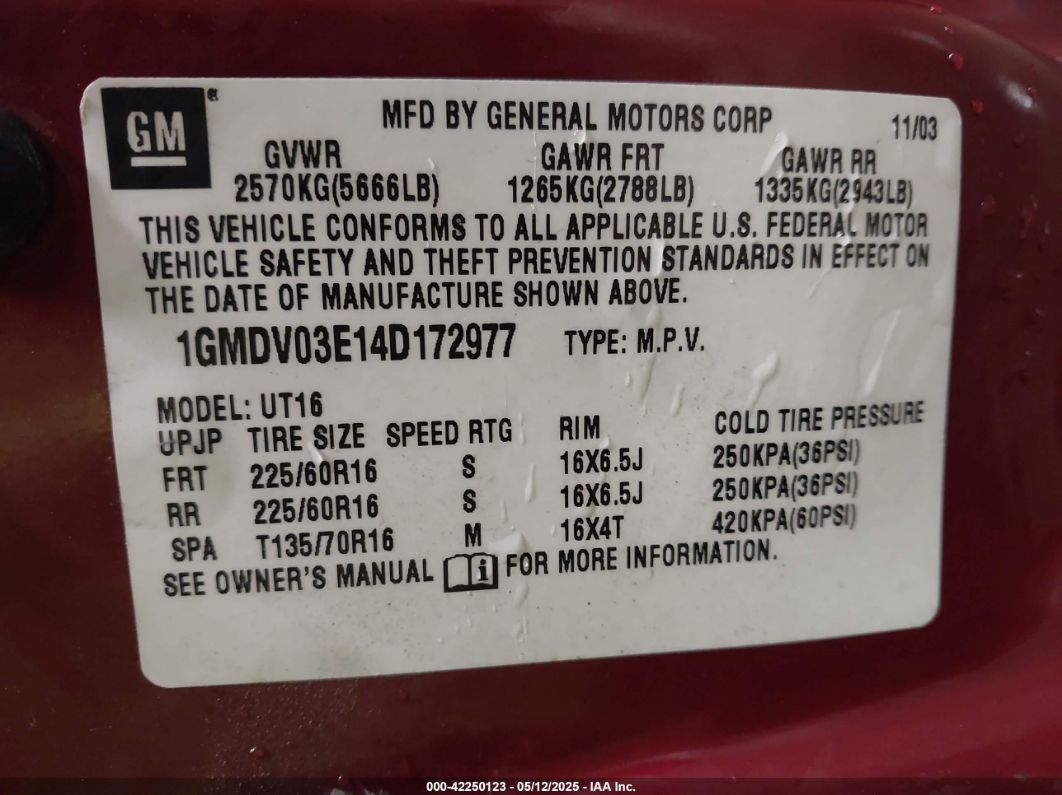 GM®
MFD BY GENERAL MOTORS CORP 11/03
GVWR GAWR FRT GAWR RR
2570KG(5666LB) 1265KG(2788LB) 1335KG(2943LB)
THIS VEHICLE CONFORMS TO ALL APPLICABLE U.S. FEDERAL MOTOR
VEHICLE SAFETY AND THEFT PREVENTION STANDARDS IN EFFECT ON
THE DATE OF MANUFACTURE SHOWN ABOVE.
1GMDV03E14D172977 TYPE: M.P.V.
MODEL: UT16
UPJP TIRE SIZE SPEED RTG RIM COLD TIRE PRESSURE
FRT 225/60R16 S 16X6.5J 250KPA(36PSI)
RR 225/60R16 S 16X6.5J 250KPA(36PSI)
SPA T135/70R16 M 16X4T 420KPA(60PSI)
SEE OWNER'S MANUAL i FOR MORE INFORMATION.
000-42250123 - 05/12/2025 - IAA Inc.